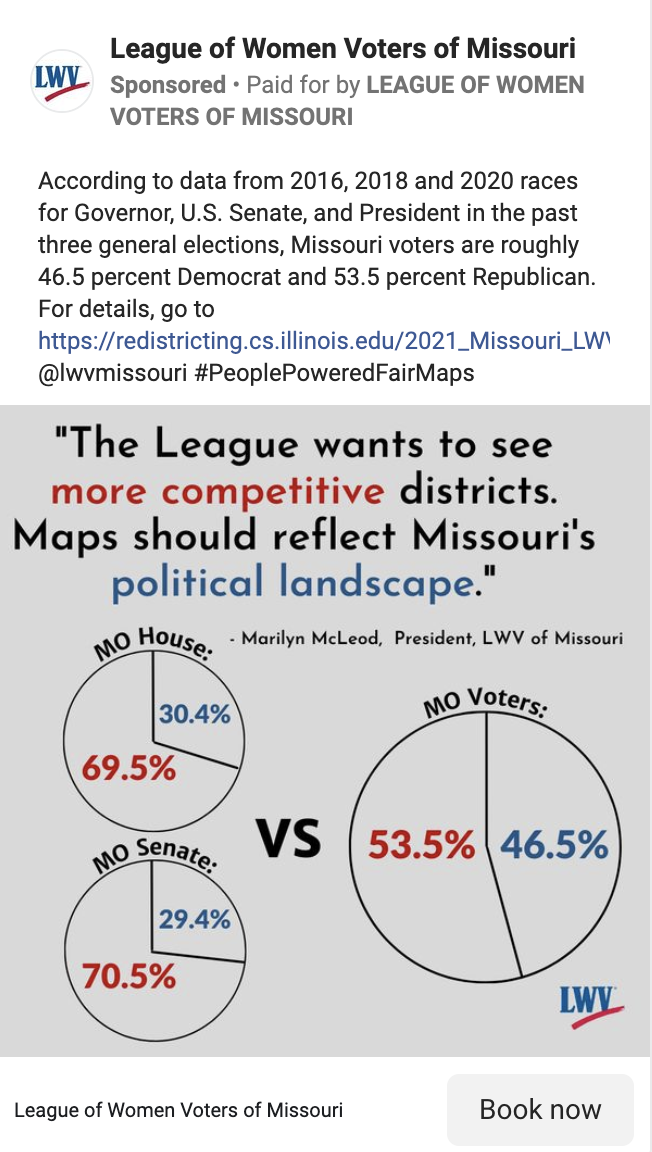 League of Women Voters of Missouri
LWV
Sponsored • Paid for by LEAGUE OF WOMEN
VOTERS OF MISSOURI
According to data from 2016, 2018 and 2020 races
for Governor, U.S. Senate, and President in the past
three general elections, Missouri voters are roughly
46.5 percent Democrat and 53.5 percent Republican.
For details, go to
https://redistricting.cs.illinois.edu/2021_Missouri_LWV
@lwvmissouri #PeoplePoweredFairMaps
"The League wants to see
more competitive districts.
Maps should reflect Missouri's
political landscape."
- Marilyn McLeod, President, LWV of Missouri
MO House:
30.4%
69.5%
MO Senate:
29.4%
70.5%
VS
MO Voters:
53.5% 46.5%
LWV
League of Women Voters of Missouri
Book now